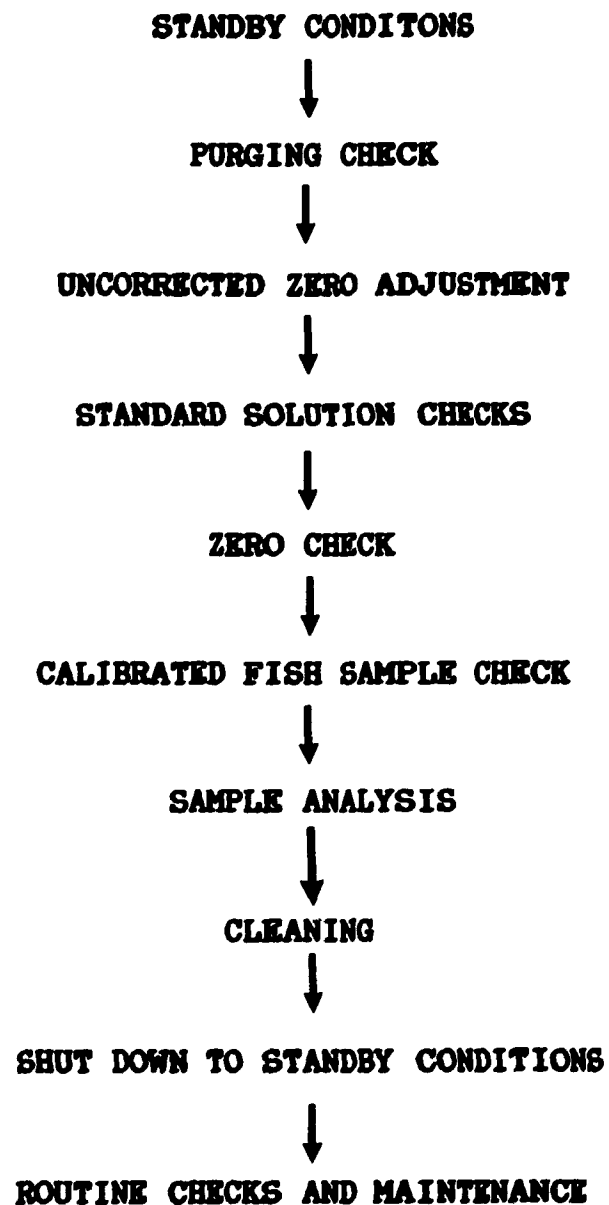 STANDBY CONDITONS
PURGING CHECK
UNCORRECTED ZERO ADJUSTMENT
STANDARD SOLUTION CHECKS
ZERO CHECK
CALIBRATED FISH SAMPLE CHECK
SAMPLE ANALYSIS
CLEANING
SHUT DOWN TO STANDBY CONDITIONS
ROUTINE CHECKS AND MAINTENANCE